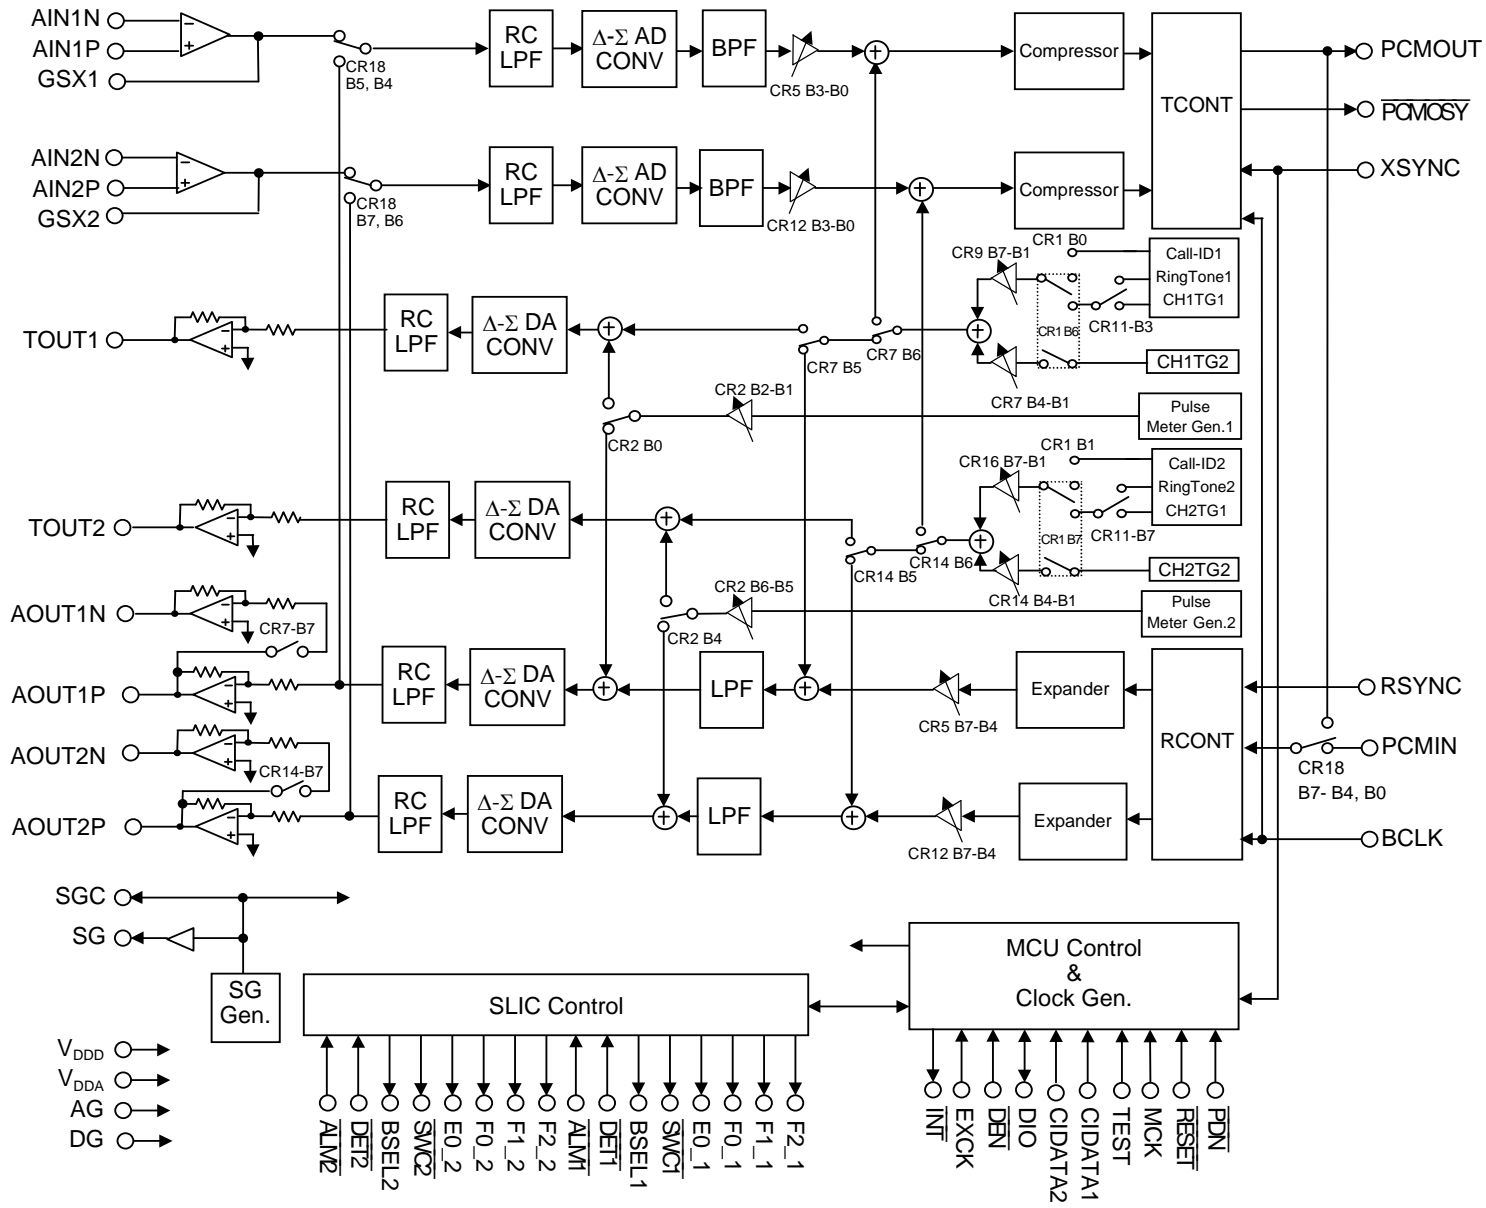 AIN1N
AIN1P
GSX1
CR18
B5, B4
RC
LPF
Δ-Σ AD
CONV
BPF
CR5 B3-B0
Compressor
TCONT
PCMOUT
PCMOSY
XSYNC
AIN2N
AIN2P
GSX2
CR18
B7, B6
RC
LPF
Δ-Σ AD
CONV
BPF
CR12 B3-B0
Compressor
CR1 B0
CR9 B7-B1
Call-ID1
RingTone1
CH1TG1
CR11-B3
CR1 B6
CH1TG2
CR7 B4-B1
CR7 B6
CR7 B5
TOUT1
RC
LPF
Δ-Σ DA
CONV
CR2 B2-B1
CR2 B0
Pulse
Meter Gen.1
CR1 B1
CR16 B7-B1
Call-ID2
RingTone2
CH2TG1
CR11-B7
CR1 B7
CH2TG2
CR14 B4-B1
CR14 B6
CR14 B5
TOUT2
RC
LPF
Δ-Σ DA
CONV
CR2 B6-B5
CR2 B4
Pulse
Meter Gen.2
AOUT1N
CR7-B7
AOUT1P
RC
LPF
Δ-Σ DA
CONV
LPF
CR5 B7-B4
Expander
RCONT
RSYNC
PCMIN
CR18
B7- B4, B0
BCLK
AOUT2N
CR14-B7
AOUT2P
RC
LPF
Δ-Σ DA
CONV
LPF
CR12 B7-B4
Expander
SGC
SG
SG
Gen.
VDDD
VDDA
AG
DG
SLIC Control
MCU Control
&
Clock Gen.
ALM2
DET2
BSEL2
SWC2
E0_2
F0_2
F1_2
F2_2
ALM1
DET1
BSEL1
SWC1
E0_1
F0_1
F1_1
F2_1
INT
EXCK
DEN
DIO
CIDATA2
CIDATA1
TEST
MCK
RESET
PDN